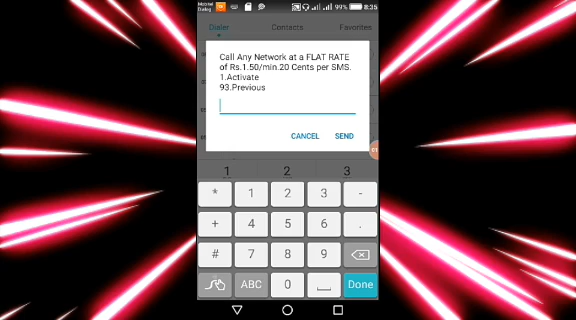 Mobitel
Dialog
99% 8:35
Dialer Contacts Favorites
Call Any Network at a FLAT RATE
of Rs.1.50/min.20 Cents per SMS.
1.Activate
93.Previous
CANCEL SEND
1 2 3
* 1 2 3 -
+ 4 5 6 .
# 7 8 9
ABC 0 Done